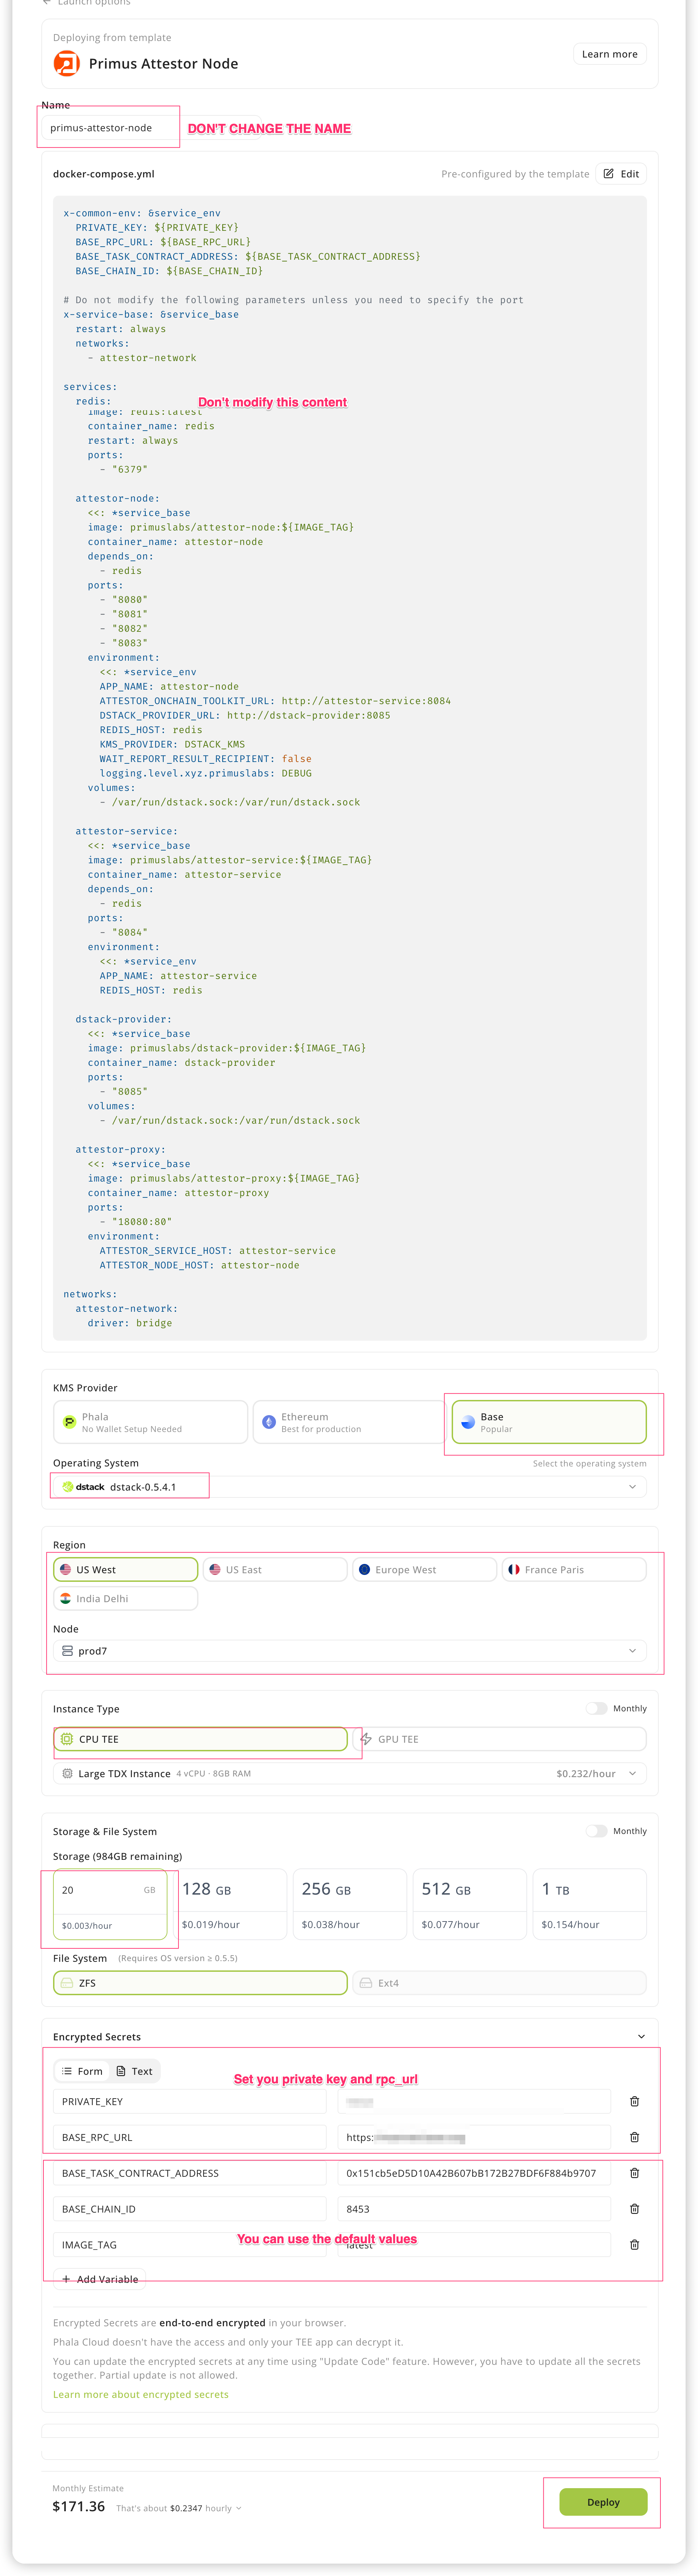 Launch options
Deploying from template
Primus Attestor Node
Learn more
Name
primus-attestor-node
DON'T CHANGE THE NAME
docker-compose.yml
Pre-configured by the template
Edit
x-common-env: &service_env
  PRIVATE_KEY: ${PRIVATE_KEY}
  BASE_RPC_URL: ${BASE_RPC_URL}
  BASE_TASK_CONTRACT_ADDRESS: ${BASE_TASK_CONTRACT_ADDRESS}
  BASE_CHAIN_ID: ${BASE_CHAIN_ID}
# Do not modify the following parameters unless you need to specify the port
x-service-base: &service_base
  restart: always
  networks:
    - attestor-network
services:
  redis:
Don't modify this content
    image: redis:latest
    container_name: redis
    restart: always
    ports:
      - "6379"
  attestor-node:
    <<: *service_base
    image: primuslabs/attestor-node:${IMAGE_TAG}
    container_name: attestor-node
    depends_on:
      - redis
    ports:
      - "8080"
      - "8081"
      - "8082"
      - "8083"
    environment:
      <<: *service_env
      APP_NAME: attestor-node
      ATTESTOR_ONCHAIN_TOOLKIT_URL: http://attestor-service:8084
      DSTACK_PROVIDER_URL: http://dstack-provider:8085
      REDIS_HOST: redis
      KMS_PROVIDER: DSTACK_KMS
      WAIT_REPORT_RESULT_RECIPIENT: false
      logging.level.xyz.primuslabs: DEBUG
    volumes:
      - /var/run/dstack.sock:/var/run/dstack.sock
  attestor-service:
    <<: *service_base
    image: primuslabs/attestor-service:${IMAGE_TAG}
    container_name: attestor-service
    depends_on:
      - redis
    ports:
      - "8084"
    environment:
      <<: *service_env
      APP_NAME: attestor-service
      REDIS_HOST: redis
  dstack-provider:
    <<: *service_base
    image: primuslabs/dstack-provider:${IMAGE_TAG}
    container_name: dstack-provider
    ports:
      - "8085"
    volumes:
      - /var/run/dstack.sock:/var/run/dstack.sock
  attestor-proxy:
    <<: *service_base
    image: primuslabs/attestor-proxy:${IMAGE_TAG}
    container_name: attestor-proxy
    ports:
      - "18080:80"
    environment:
      ATTESTOR_SERVICE_HOST: attestor-service
      ATTESTOR_NODE_HOST: attestor-node
networks:
  attestor-network:
    driver: bridge
KMS Provider
Phala
No Wallet Setup Needed
Ethereum
Best for production
Base
Popular
Operating System
Select the operating system
dstack dstack-0.5.4.1
Region
US West
US East
Europe West
France Paris
India Delhi
Node
prod7
Instance Type
Monthly
CPU TEE
GPU TEE
Large TDX Instance 4 vCPU · 8GB RAM
$0.232/hour
Storage & File System
Monthly
Storage (984GB remaining)
20 GB
$0.003/hour
128 GB
$0.019/hour
256 GB
$0.038/hour
512 GB
$0.077/hour
1 TB
$0.154/hour
File System (Requires OS version ≥ 0.5.5)
ZFS
Ext4
Encrypted Secrets
Form
Text
Set you private key and rpc_url
PRIVATE_KEY
BASE_RPC_URL
https:
BASE_TASK_CONTRACT_ADDRESS
0x151cb5eD5D10A42B607bB172B27BDF6F884b9707
BASE_CHAIN_ID
8453
You can use the default values
IMAGE_TAG
latest
+ Add Variable
Encrypted Secrets are end-to-end encrypted in your browser.
Phala Cloud doesn't have the access and only your TEE app can decrypt it.
You can update the encrypted secrets at any time using "Update Code" feature. However, you have to update all the secrets
together. Partial update is not allowed.
Learn more about encrypted secrets
Monthly Estimate
$171.36 That's about $0.2347 hourly
Deploy